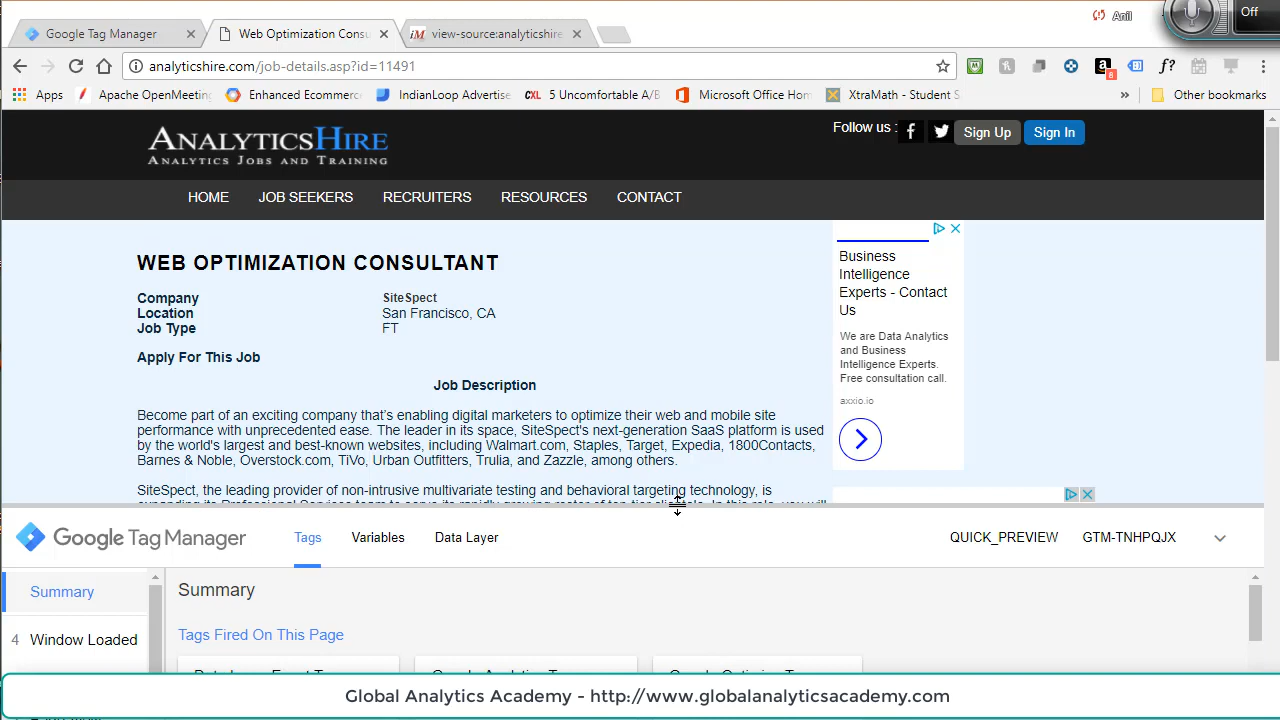 Anil
Off
Google Tag Manager
Web Optimization Consu
view-source:analyticshire
analyticshire.com/job-details.asp?id=11491
8
f?
Apps
Apache OpenMeeting
Enhanced Ecommerc
IndianLoop Advertise
CXL 5 Uncomfortable A/B
Microsoft Office Hom
XtraMath - Student S
»
Other bookmarks
ANALYTICSHIRE
ANALYTICS JOBS AND TRAINING
Follow us :
Sign Up
Sign In
HOME
JOB SEEKERS
RECRUITERS
RESOURCES
CONTACT
WEB OPTIMIZATION CONSULTANT
Company SiteSpect
Location San Francisco, CA
Job Type FT
Apply For This Job
Job Description
Become part of an exciting company that's enabling digital marketers to optimize their web and mobile site
performance with unprecedented ease. The leader in its space, SiteSpect's next-generation SaaS platform is used
by the world's largest and best-known websites, including Walmart.com, Staples, Target, Expedia, 1800Contacts,
Barnes & Noble, Overstock.com, TiVo, Urban Outfitters, Trulia, and Zazzle, among others.
SiteSpect, the leading provider of non-intrusive multivariate testing and behavioral targeting technology, is
Business
Intelligence
Experts - Contact
Us
We are Data Analytics
and Business
Intelligence Experts.
Free consultation call.
axxio.io
Google Tag Manager
Tags
Variables
Data Layer
QUICK_PREVIEW
GTM-TNHPQJX
Summary
4 Window Loaded
Summary
Tags Fired On This Page
Global Analytics Academy - http://www.globalanalyticsacademy.com